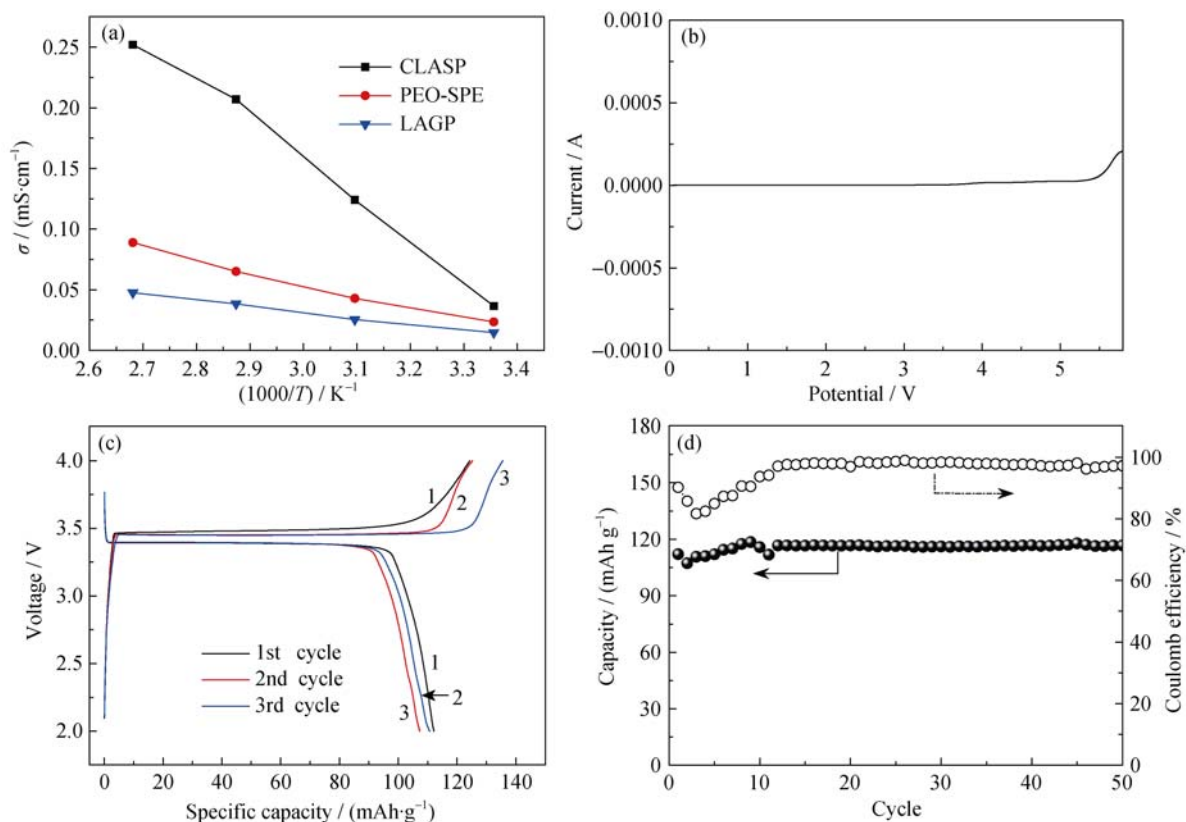 (a)
CLASP
PEO-SPE
LAGP
0.25
0.20
0.15
0.10
0.05
0.00
σ / (mS·cm⁻¹)
2.6 2.7 2.8 2.9 3.0 3.1 3.2 3.3 3.4
(1000/T) / K⁻¹
(b)
0.0010
0.0005
0.0000
−0.0005
−0.0010
Current / A
0 1 2 3 4 5
Potential / V
(c)
4.0
3.5
3.0
2.5
2.0
Voltage / V
1
2
3
1st cycle
2nd cycle
3rd cycle
1
2
3
0 20 40 60 80 100 120 140
Specific capacity / (mAh·g⁻¹)
(d)
180
150
120
90
60
30
0
Capacity / (mAh g⁻¹)
100
80
60
40
20
0
Coulomb efficiency / %
0 10 20 30 40 50
Cycle